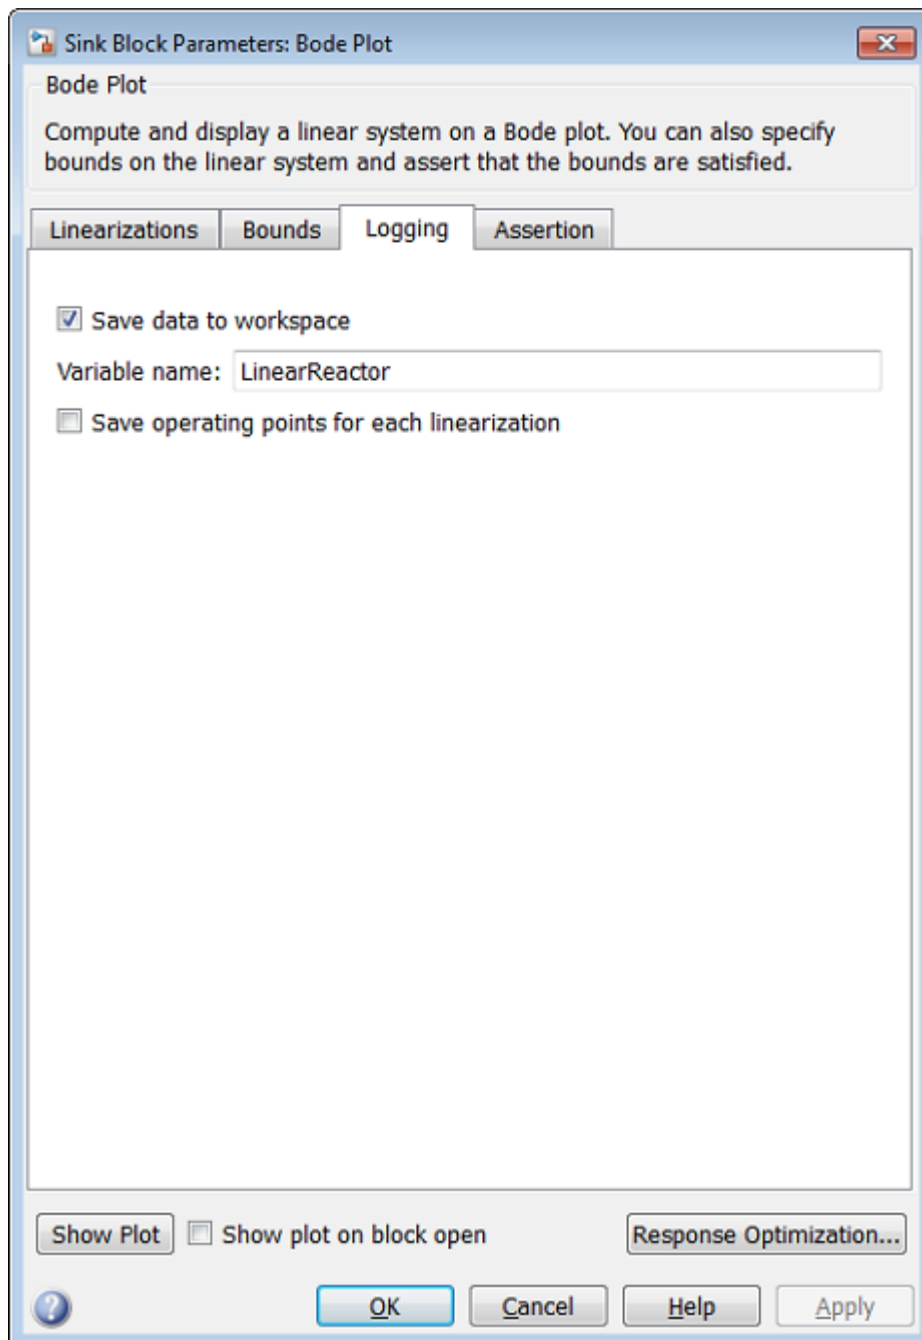 Sink Block Parameters: Bode Plot
Bode Plot
Compute and display a linear system on a Bode plot. You can also specify
bounds on the linear system and assert that the bounds are satisfied.
Linearizations Bounds Logging Assertion
Save data to workspace
Variable name: LinearReactor
Save operating points for each linearization
Show Plot Show plot on block open Response Optimization...
? OK Cancel Help Apply